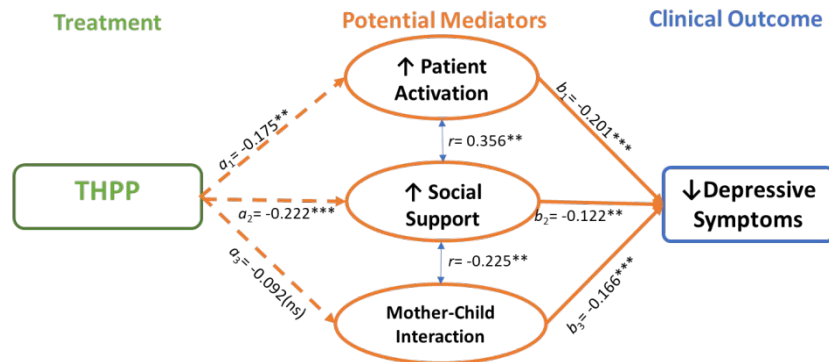 Treatment
Potential Mediators
Clinical Outcome
↑ Patient
Activation
a₁= -0.175**
b₁= -0.201***
r= 0.356**
THPP
↑ Social
Support
a₂= -0.222***
b₂= -0.122**
↓Depressive
Symptoms
r= -0.225**
a₃= -0.092(ns)
b₃= -0.166***
Mother-Child
Interaction